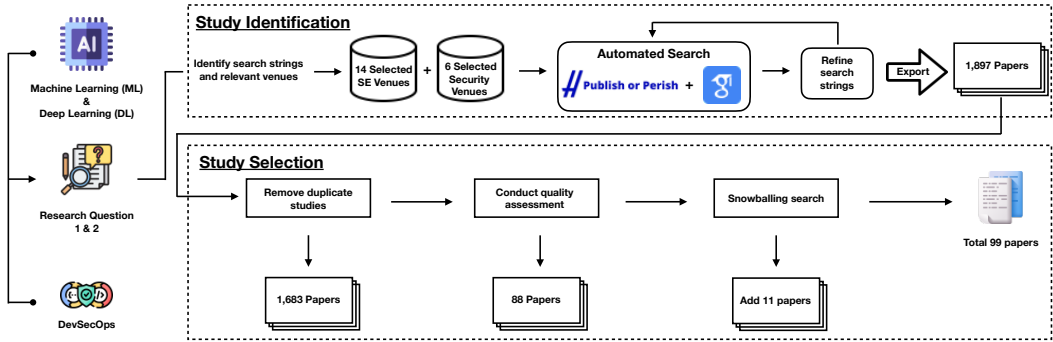 AI
Machine Learning (ML)
&
Deep Learning (DL)
Research Question
1 & 2
DevSecOps
Study Identification
Identify search strings
and relevant venues
14 Selected
SE Venues
+
6 Selected
Security
Venues
Automated Search
Publish or Perish +
Refine
search
strings
Export
1,897 Papers
Study Selection
Remove duplicate
studies
Conduct quality
assessment
Snowballing search
Total 99 papers
1,683 Papers
88 Papers
Add 11 papers